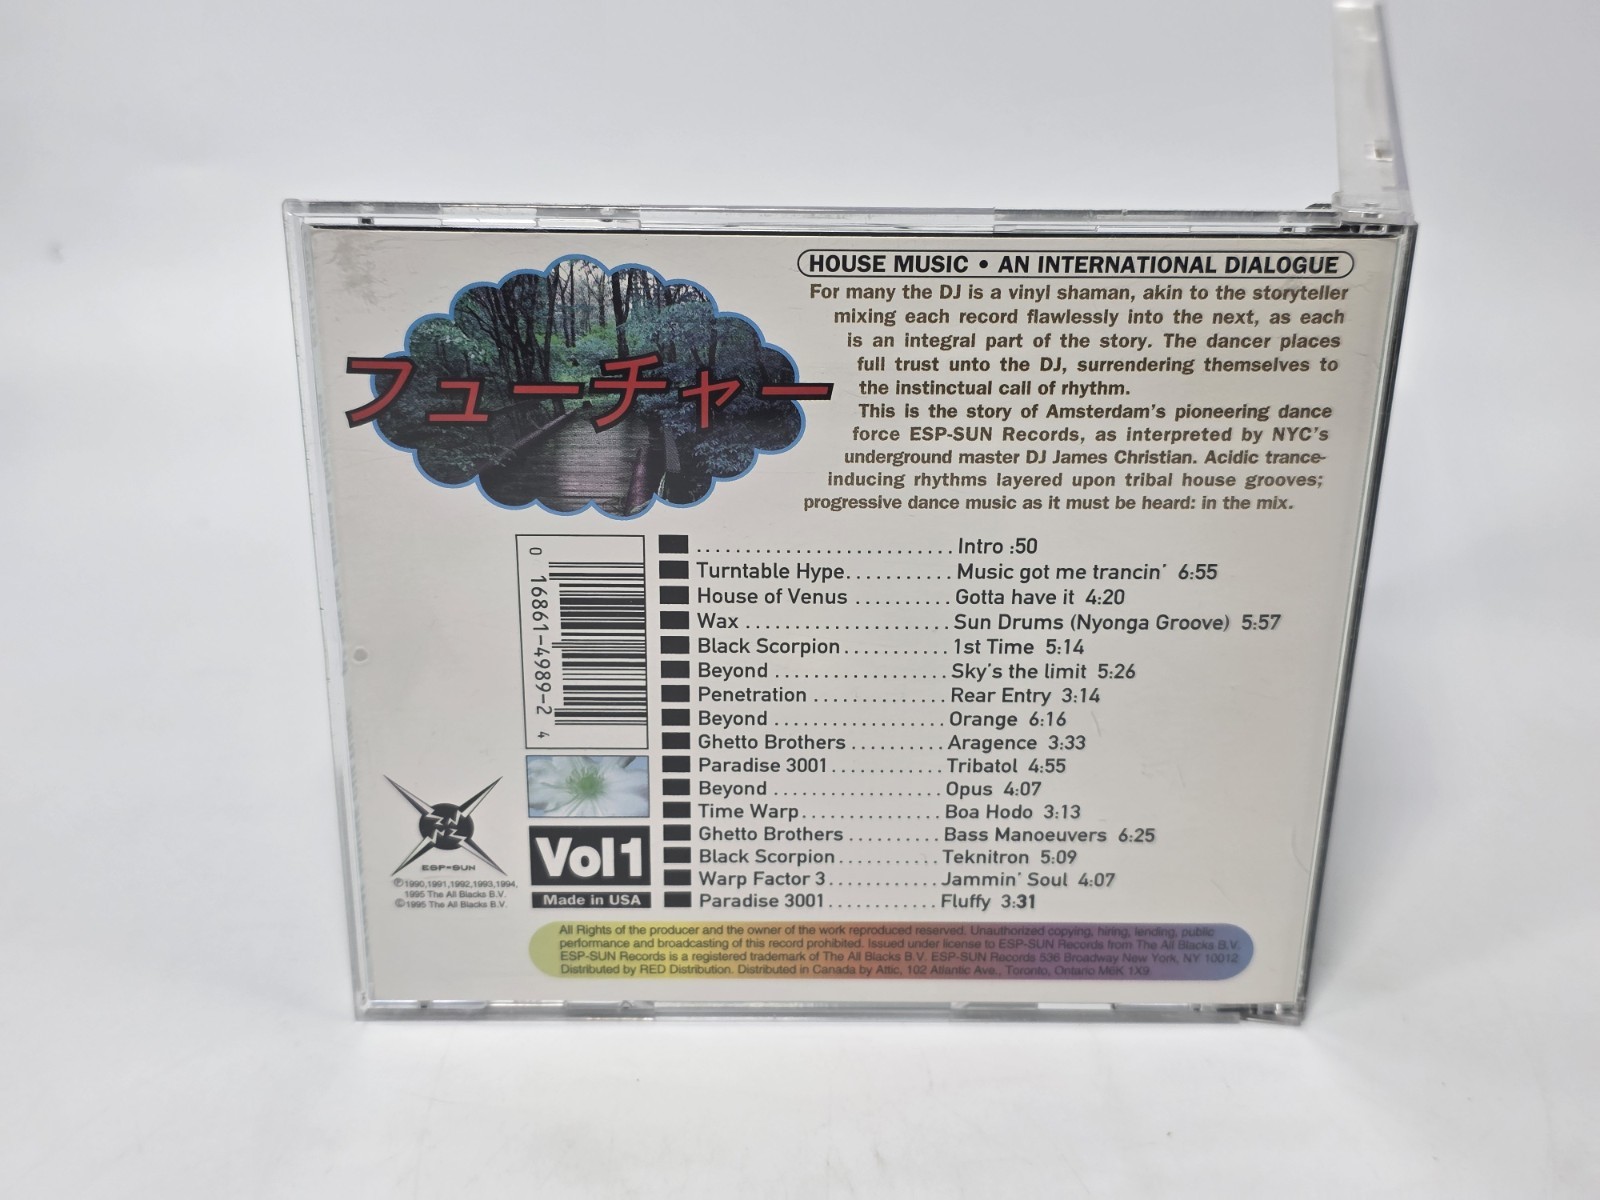 フューチャー
HOUSE MUSIC • AN INTERNATIONAL DIALOGUE
For many the DJ is a vinyl shaman, akin to the storyteller
mixing each record flawlessly into the next, as each
is an integral part of the story. The dancer places
full trust unto the DJ, surrendering themselves to
the instinctual call of rhythm.
This is the story of Amsterdam's pioneering dance
force ESP-SUN Records, as interpreted by NYC's
underground master DJ James Christian. Acidic trance-
inducing rhythms layered upon tribal house grooves;
progressive dance music as it must be heard: in the mix.
.......................... Intro :50
Turntable Hype........... Music got me trancin' 6:55
House of Venus .......... Gotta have it 4:20
Wax ..................... Sun Drums (Nyonga Groove) 5:57
Black Scorpion........... 1st Time 5:14
Beyond .................. Sky's the limit 5:26
Penetration ............. Rear Entry 3:14
Beyond .................. Orange 6:16
Ghetto Brothers .......... Aragence 3:33
Paradise 3001............ Tribatol 4:55
Beyond .................. Opus 4:07
Time Warp............... Boa Hodo 3:13
Ghetto Brothers .......... Bass Manoeuvers 6:25
Black Scorpion........... Teknitron 5:09
Warp Factor 3............ Jammin' Soul 4:07
Paradise 3001............ Fluffy 3:31
0 16861-4989-2 4
ESP-SUN
℗1990,1991,1992,1993,1994,
1995 The All Blacks B.V.
©1995 The All Blacks B.V.
Vol1
Made in USA
All Rights of the producer and the owner of the work reproduced reserved. Unauthorized copying, hiring, lending, public
performance and broadcasting of this record prohibited. Issued under license to ESP-SUN Records from The All Blacks B.V.
ESP-SUN Records is a registered trademark of The All Blacks B.V. ESP-SUN Records 536 Broadway New York, NY 10012
Distributed by RED Distribution. Distributed in Canada by Attic, 102 Atlantic Ave., Toronto, Ontario M6K 1X9